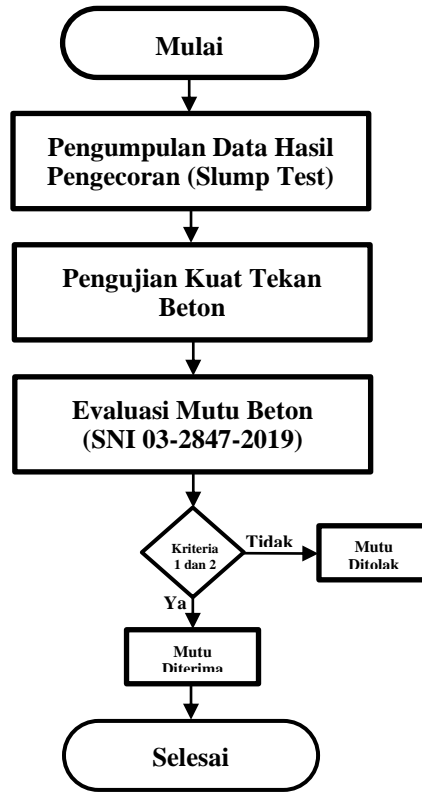 Mulai
Pengumpulan Data Hasil
Pengecoran (Slump Test)
Pengujian Kuat Tekan
Beton
Evaluasi Mutu Beton
(SNI 03-2847-2019)
Kriteria
1 dan 2
Tidak
Mutu
Ditolak
Ya
Mutu
Diterima
Selesai